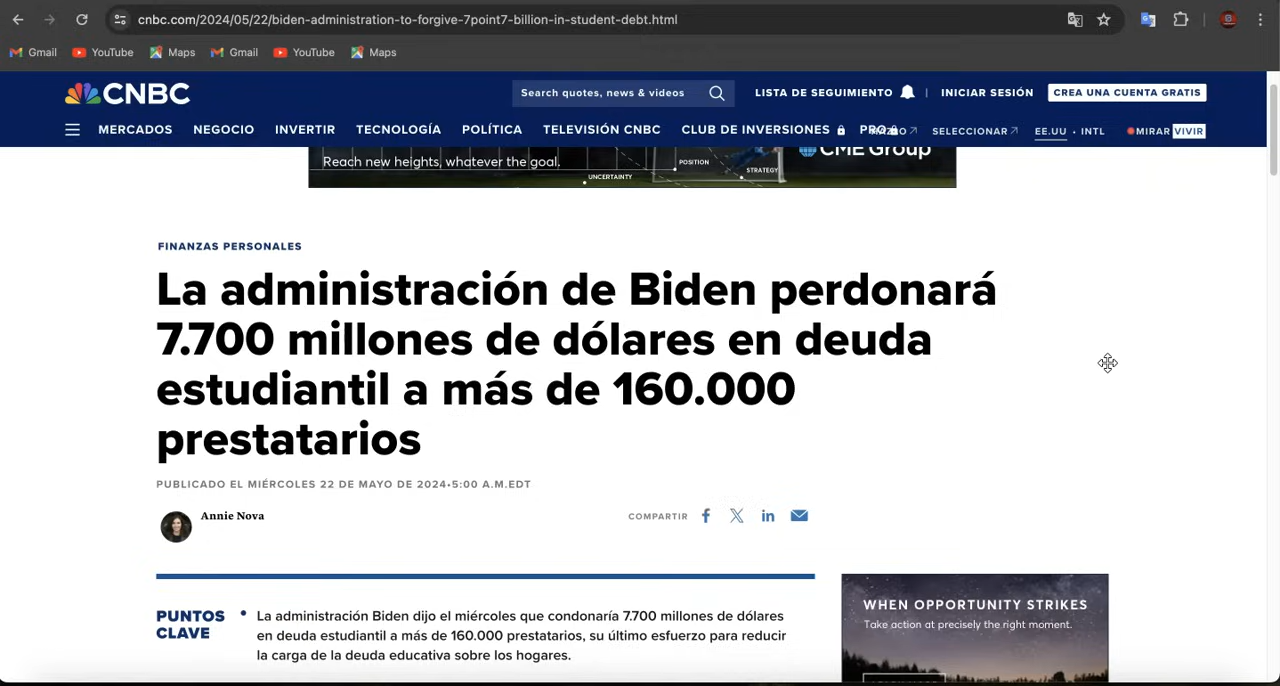 cnbc.com/2024/05/22/biden-administration-to-forgive-7point7-billion-in-student-debt.html
Gmail YouTube Maps Gmail YouTube Maps
CNBC Search quotes, news & videos LISTA DE SEGUIMIENTO | INICIAR SESIÓN CREA UNA CUENTA GRATIS
MERCADOS NEGOCIO INVERTIR TECNOLOGÍA POLÍTICA TELEVISIÓN CNBC CLUB DE INVERSIONES PRO SELECCIONAR EE.UU • INTL MIRAR VIVIR
Reach new heights, whatever the goal. UNCERTAINTY POSITION STRATEGY CME Group
FINANZAS PERSONALES
La administración de Biden perdonará
7.700 millones de dólares en deuda
estudiantil a más de 160.000
prestatarios
PUBLICADO EL MIÉRCOLES 22 DE MAYO DE 2024•5:00 A.M.EDT
Annie Nova COMPARTIR
PUNTOS
CLAVE
• La administración Biden dijo el miércoles que condonaría 7.700 millones de dólares
en deuda estudiantil a más de 160.000 prestatarios, su último esfuerzo para reducir
la carga de la deuda educativa sobre los hogares.
WHEN OPPORTUNITY STRIKES
Take action at precisely the right moment.